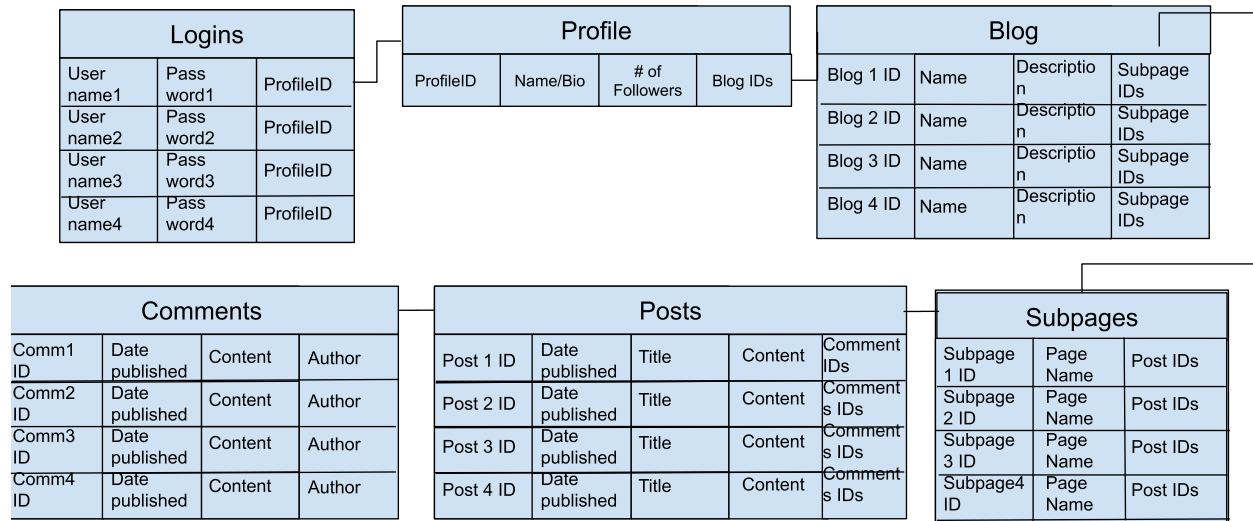 Logins
User
name1
Pass
word1
ProfileID
User
name2
Pass
word2
ProfileID
User
name3
Pass
word3
ProfileID
User
name4
Pass
word4
ProfileID
Profile
ProfileID
Name/Bio
# of
Followers
Blog IDs
Blog
Blog 1 ID
Name
Descriptio
n
Subpage
IDs
Blog 2 ID
Name
Descriptio
n
Subpage
IDs
Blog 3 ID
Name
Descriptio
n
Subpage
IDs
Blog 4 ID
Name
Descriptio
n
Subpage
IDs
Comments
Comm1
ID
Date
published
Content
Author
Comm2
ID
Date
published
Content
Author
Comm3
ID
Date
published
Content
Author
Comm4
ID
Date
published
Content
Author
Posts
Post 1 ID
Date
published
Title
Content
Comment
IDs
Post 2 ID
Date
published
Title
Content
Comment
s IDs
Post 3 ID
Date
published
Title
Content
Comment
s IDs
Post 4 ID
Date
published
Title
Content
Comment
s IDs
Subpages
Subpage
1 ID
Page
Name
Post IDs
Subpage
2 ID
Page
Name
Post IDs
Subpage
3 ID
Page
Name
Post IDs
Subpage4
ID
Page
Name
Post IDs